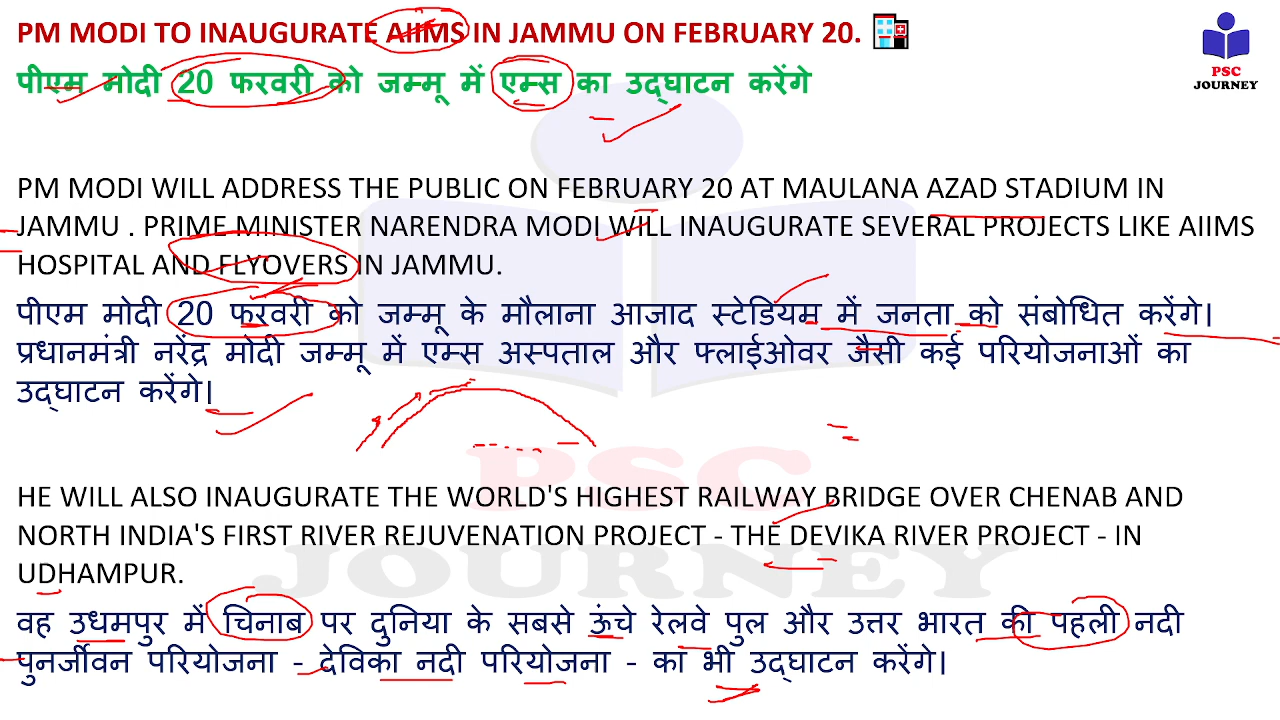 PM MODI TO INAUGURATE AIIMS IN JAMMU ON FEBRUARY 20.
PSC
JOURNEY
पीएम मोदी 20 फरवरी को जम्मू में एम्स का उद्घाटन करेंगे
PM MODI WILL ADDRESS THE PUBLIC ON FEBRUARY 20 AT MAULANA AZAD STADIUM IN
JAMMU . PRIME MINISTER NARENDRA MODI WILL INAUGURATE SEVERAL PROJECTS LIKE AIIMS
HOSPITAL AND FLYOVERS IN JAMMU.
पीएम मोदी 20 फरवरी को जम्मू के मौलाना आजाद स्टेडियम में जनता को संबोधित करेंगे।
प्रधानमंत्री नरेंद्र मोदी जम्मू में एम्स अस्पताल और फ्लाईओवर जैसी कई परियोजनाओं का
उद्घाटन करेंगे।
PSC
HE WILL ALSO INAUGURATE THE WORLD'S HIGHEST RAILWAY BRIDGE OVER CHENAB AND
NORTH INDIA'S FIRST RIVER REJUVENATION PROJECT - THE DEVIKA RIVER PROJECT - IN
UDHAMPUR.
JOURNEY
वह उधमपुर में चिनाब पर दुनिया के सबसे ऊंचे रेलवे पुल और उत्तर भारत की पहली नदी
पुनर्जीवन परियोजना - देविका नदी परियोजना - का भी उद्घाटन करेंगे।